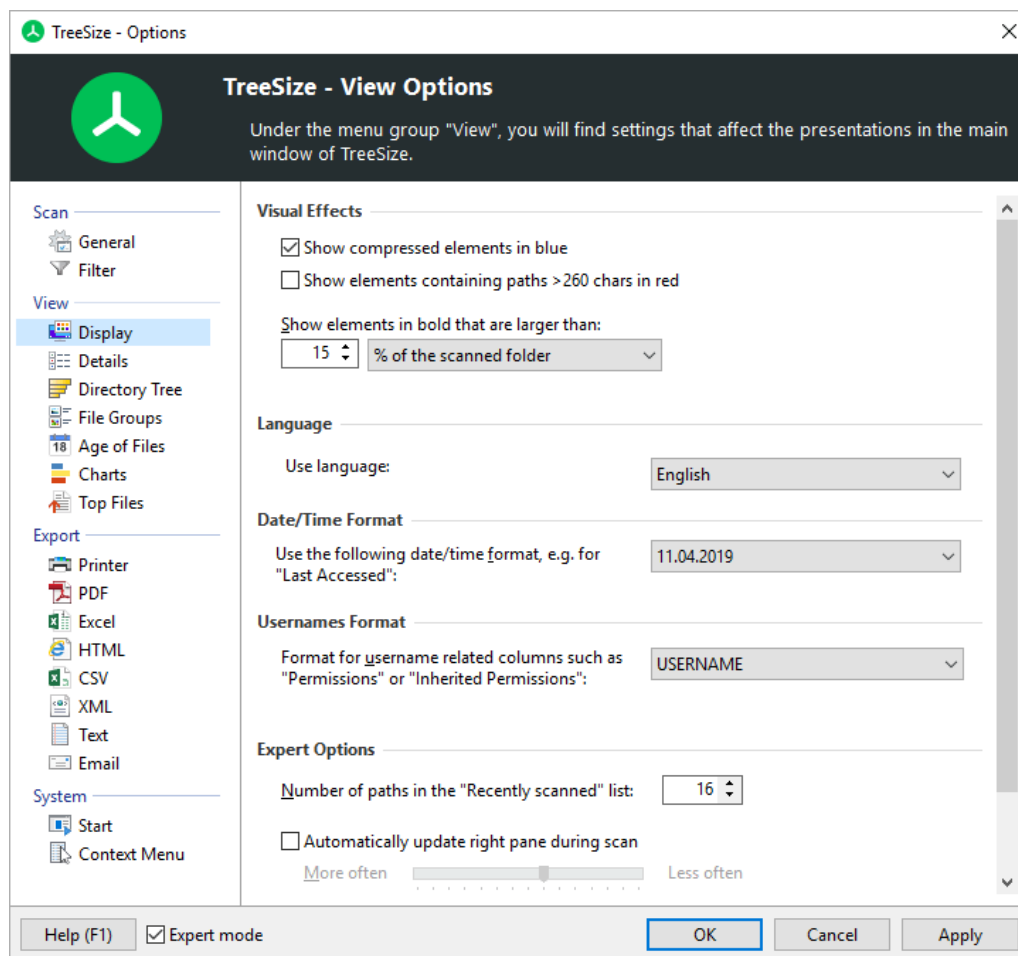 TreeSize - Options
TreeSize - View Options
Under the menu group "View", you will find settings that affect the presentations in the main
window of TreeSize.
Scan
General
Filter
View
Display
Details
Directory Tree
File Groups
18
Age of Files
Charts
Top Files
Export
Printer
PDF
Excel
HTML
CSV
XML
Text
Email
System
Start
Context Menu
Visual Effects
Show compressed elements in blue
Show elements containing paths >260 chars in red
Show elements in bold that are larger than:
15
% of the scanned folder
Language
Use language:
English
Date/Time Format
Use the following date/time format, e.g. for
"Last Accessed":
11.04.2019
Usernames Format
Format for username related columns such as
"Permissions" or "Inherited Permissions":
USERNAME
Expert Options
Number of paths in the "Recently scanned" list:
16
Automatically update right pane during scan
More often
Less often
Help (F1)
Expert mode
OK
Cancel
Apply